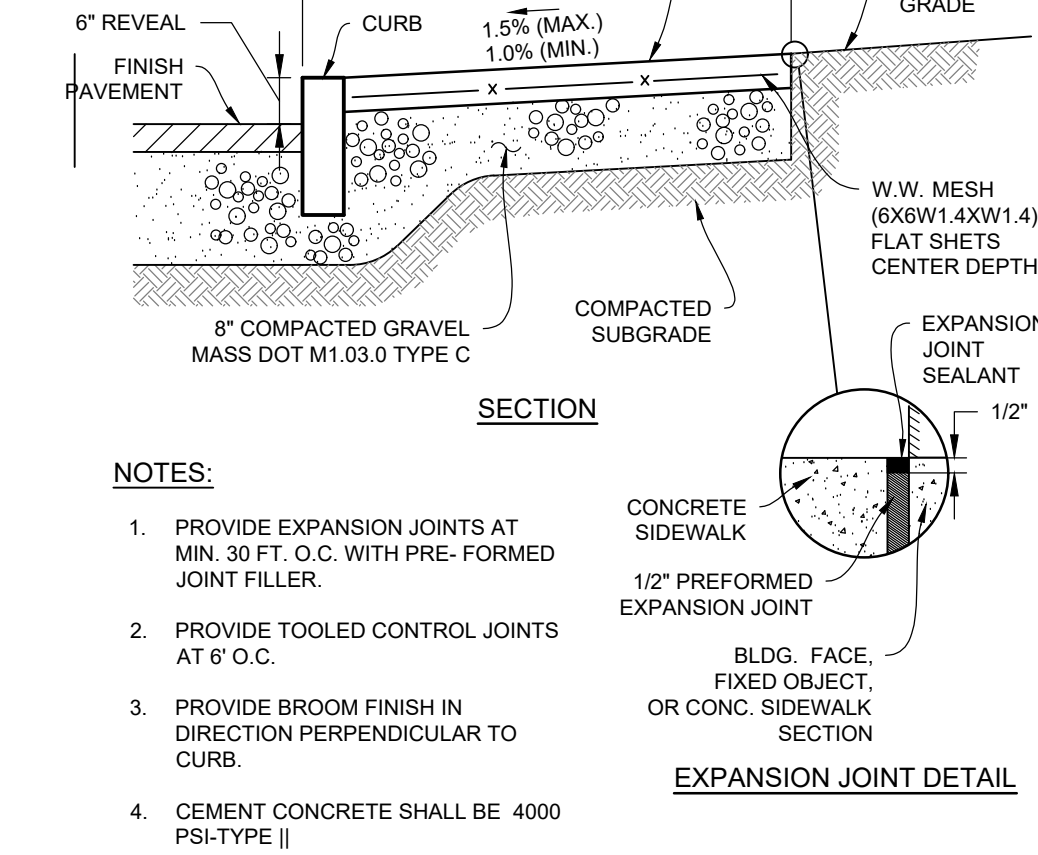 6" REVEAL
CURB
1.5% (MAX.)
1.0% (MIN.)
GRADE
FINISH
PAVEMENT
X
X
W.W. MESH
(6X6W1.4XW1.4)
FLAT SHETS
CENTER DEPTH
8" COMPACTED GRAVEL
MASS DOT M1.03.0 TYPE C
COMPACTED
SUBGRADE
EXPANSION
JOINT
SEALANT
1/2"
SECTION
CONCRETE
SIDEWALK
1/2" PREFORMED
EXPANSION JOINT
BLDG. FACE,
FIXED OBJECT,
OR CONC. SIDEWALK
SECTION
EXPANSION JOINT DETAIL
NOTES:
1. PROVIDE EXPANSION JOINTS AT
MIN. 30 FT. O.C. WITH PRE- FORMED
JOINT FILLER.
2. PROVIDE TOOLED CONTROL JOINTS
AT 6' O.C.
3. PROVIDE BROOM FINISH IN
DIRECTION PERPENDICULAR TO
CURB.
4. CEMENT CONCRETE SHALL BE 4000
PSI-TYPE ||